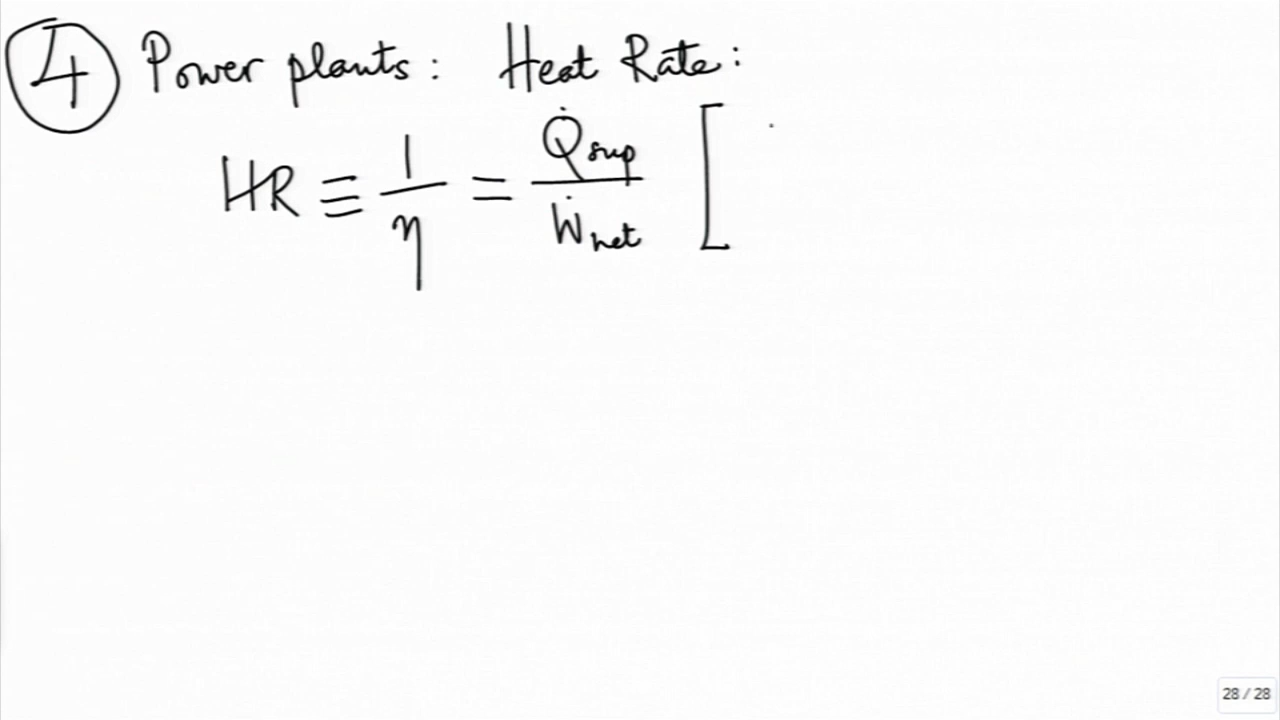 ④ Power plants: Heat Rate:
HR ≡ 1/η = Q̇sup/Ẇnet [
28 / 28